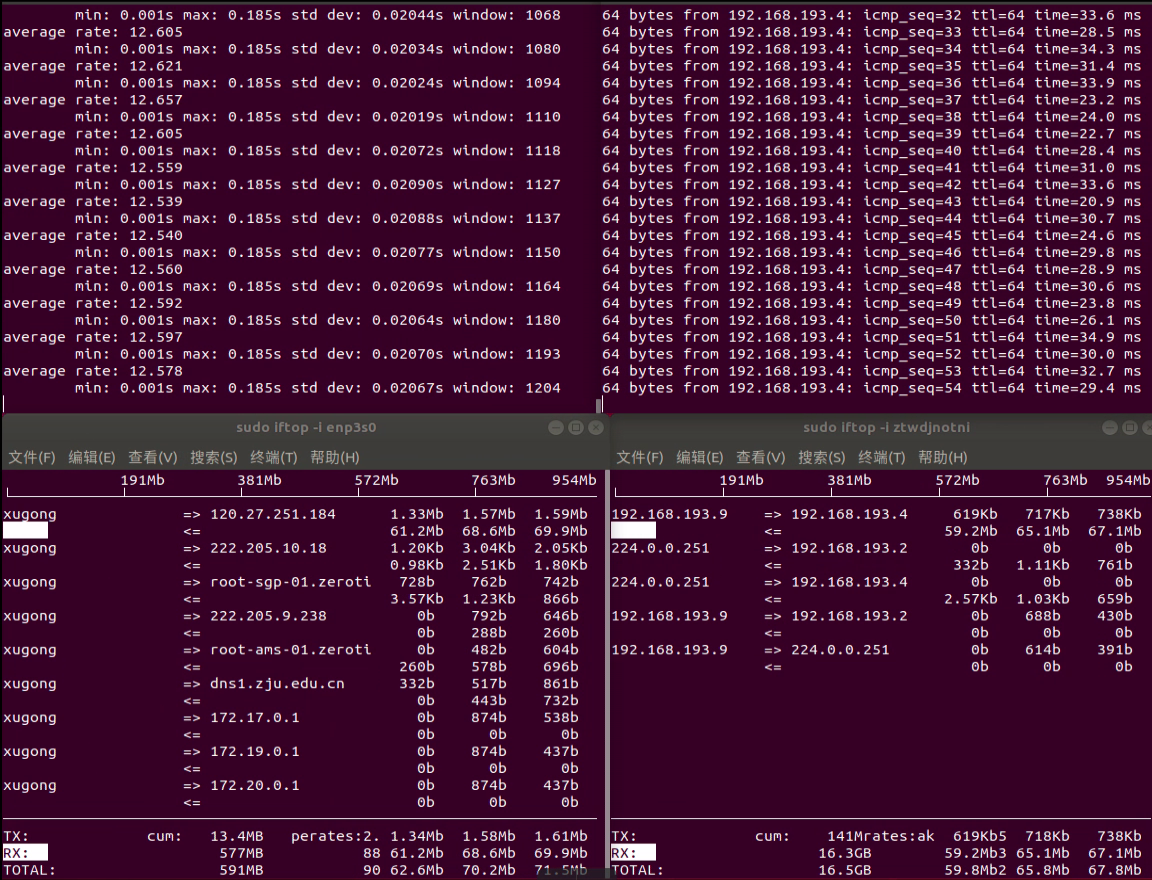 min: 0.001s max: 0.185s std dev: 0.02044s window: 1068
average rate: 12.605
min: 0.001s max: 0.185s std dev: 0.02034s window: 1080
average rate: 12.621
min: 0.001s max: 0.185s std dev: 0.02024s window: 1094
average rate: 12.657
min: 0.001s max: 0.185s std dev: 0.02019s window: 1110
average rate: 12.605
min: 0.001s max: 0.185s std dev: 0.02072s window: 1118
average rate: 12.559
min: 0.001s max: 0.185s std dev: 0.02090s window: 1127
average rate: 12.539
min: 0.001s max: 0.185s std dev: 0.02088s window: 1137
average rate: 12.540
min: 0.001s max: 0.185s std dev: 0.02077s window: 1150
average rate: 12.560
min: 0.001s max: 0.185s std dev: 0.02069s window: 1164
average rate: 12.592
min: 0.001s max: 0.185s std dev: 0.02064s window: 1180
average rate: 12.597
min: 0.001s max: 0.185s std dev: 0.02070s window: 1193
average rate: 12.578
min: 0.001s max: 0.185s std dev: 0.02067s window: 1204
64 bytes from 192.168.193.4: icmp_seq=32 ttl=64 time=33.6 ms
64 bytes from 192.168.193.4: icmp_seq=33 ttl=64 time=28.5 ms
64 bytes from 192.168.193.4: icmp_seq=34 ttl=64 time=34.3 ms
64 bytes from 192.168.193.4: icmp_seq=35 ttl=64 time=31.4 ms
64 bytes from 192.168.193.4: icmp_seq=36 ttl=64 time=33.9 ms
64 bytes from 192.168.193.4: icmp_seq=37 ttl=64 time=23.2 ms
64 bytes from 192.168.193.4: icmp_seq=38 ttl=64 time=24.0 ms
64 bytes from 192.168.193.4: icmp_seq=39 ttl=64 time=22.7 ms
64 bytes from 192.168.193.4: icmp_seq=40 ttl=64 time=28.4 ms
64 bytes from 192.168.193.4: icmp_seq=41 ttl=64 time=31.0 ms
64 bytes from 192.168.193.4: icmp_seq=42 ttl=64 time=33.6 ms
64 bytes from 192.168.193.4: icmp_seq=43 ttl=64 time=20.9 ms
64 bytes from 192.168.193.4: icmp_seq=44 ttl=64 time=30.7 ms
64 bytes from 192.168.193.4: icmp_seq=45 ttl=64 time=24.6 ms
64 bytes from 192.168.193.4: icmp_seq=46 ttl=64 time=29.8 ms
64 bytes from 192.168.193.4: icmp_seq=47 ttl=64 time=28.9 ms
64 bytes from 192.168.193.4: icmp_seq=48 ttl=64 time=30.6 ms
64 bytes from 192.168.193.4: icmp_seq=49 ttl=64 time=23.8 ms
64 bytes from 192.168.193.4: icmp_seq=50 ttl=64 time=26.1 ms
64 bytes from 192.168.193.4: icmp_seq=51 ttl=64 time=34.9 ms
64 bytes from 192.168.193.4: icmp_seq=52 ttl=64 time=30.0 ms
64 bytes from 192.168.193.4: icmp_seq=53 ttl=64 time=32.7 ms
64 bytes from 192.168.193.4: icmp_seq=54 ttl=64 time=29.4 ms
sudo iftop -i enp3s0
文件(F) 编辑(E) 查看(V) 搜索(S) 终端(T) 帮助(H)
191Mb 381Mb 572Mb 763Mb 954Mb
xugong => 120.27.251.184 1.33Mb 1.57Mb 1.59Mb
<= 61.2Mb 68.6Mb 69.9Mb
xugong => 222.205.10.18 1.20Kb 3.04Kb 2.05Kb
<= 0.98Kb 2.51Kb 1.80Kb
xugong => root-sgp-01.zeroti 728b 762b 742b
<= 3.57Kb 1.23Kb 866b
xugong => 222.205.9.238 0b 792b 646b
<= 0b 288b 260b
xugong => root-ams-01.zeroti 0b 482b 604b
<= 260b 578b 696b
xugong => dns1.zju.edu.cn 332b 517b 861b
<= 0b 443b 732b
xugong => 172.17.0.1 0b 874b 538b
<= 0b 0b 0b
xugong => 172.19.0.1 0b 874b 437b
<= 0b 0b 0b
xugong => 172.20.0.1 0b 874b 437b
<= 0b 0b 0b
TX: cum: 13.4MB perates:2. 1.34Mb 1.58Mb 1.61Mb
RX: 577MB 88 61.2Mb 68.6Mb 69.9Mb
TOTAL: 591MB 90 62.6Mb 70.2Mb 71.5Mb
sudo iftop -i ztwdjnotni
文件(F) 编辑(E) 查看(V) 搜索(S) 终端(T) 帮助(H)
191Mb 381Mb 572Mb 763Mb 954Mb
192.168.193.9 => 192.168.193.4 619Kb 717Kb 738Kb
<= 59.2Mb 65.1Mb 67.1Mb
224.0.0.251 => 192.168.193.2 0b 0b 0b
<= 332b 1.11Kb 761b
224.0.0.251 => 192.168.193.4 0b 0b 0b
<= 2.57Kb 1.03Kb 659b
192.168.193.9 => 192.168.193.2 0b 688b 430b
<= 0b 0b 0b
192.168.193.9 => 224.0.0.251 0b 614b 391b
<= 0b 0b 0b
TX: cum: 141Mrates:ak 619Kb5 718Kb 738Kb
RX: 16.3GB 59.2Mb3 65.1Mb 67.1Mb
TOTAL: 16.5GB 59.8Mb2 65.8Mb 67.8Mb